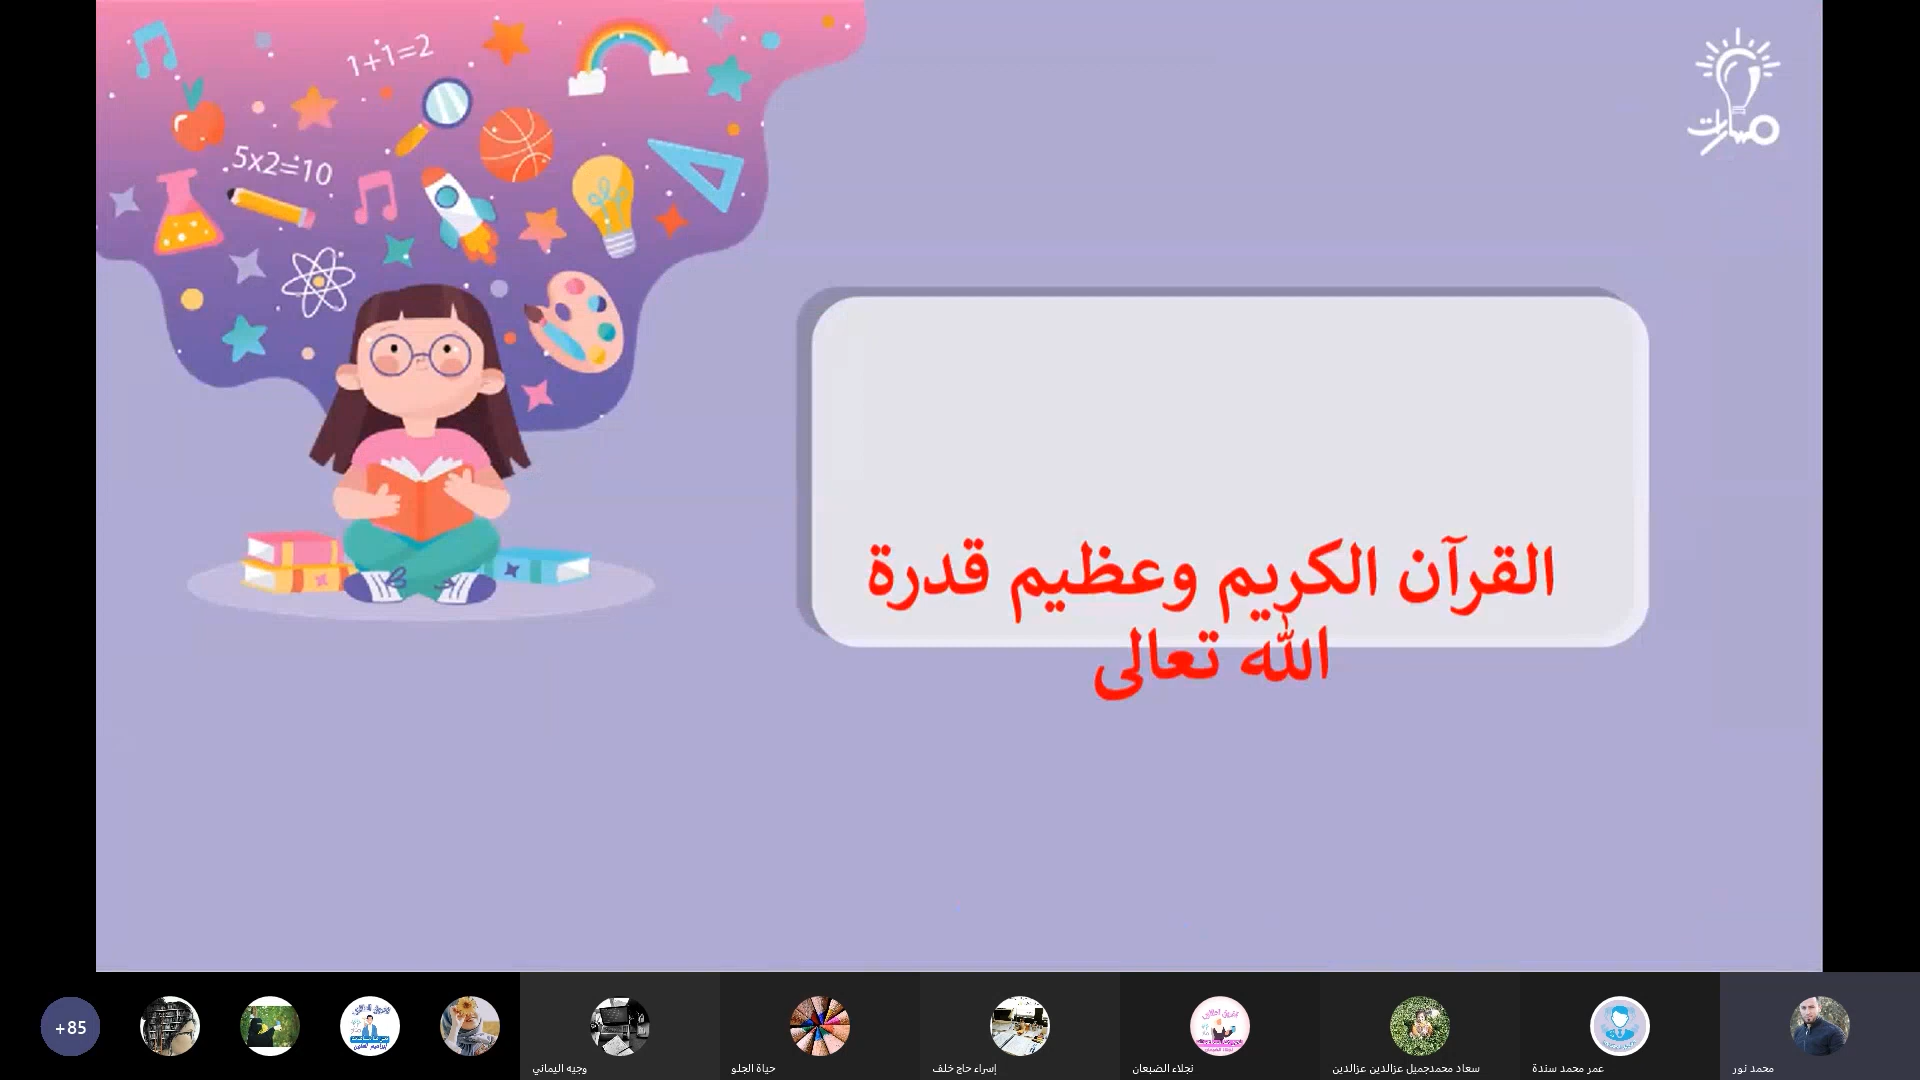 1+1=2
5x2=10
مسارات
القرآن الكريم وعظيم قدرة
الله تعالى
+85
وجيه اليماني
حياة الجلو
إسراء حاج خلف
نجلاء الضبعان
سعاد محمدجميل عزالدين عزالدين
عمر محمد سندة
محمد نور